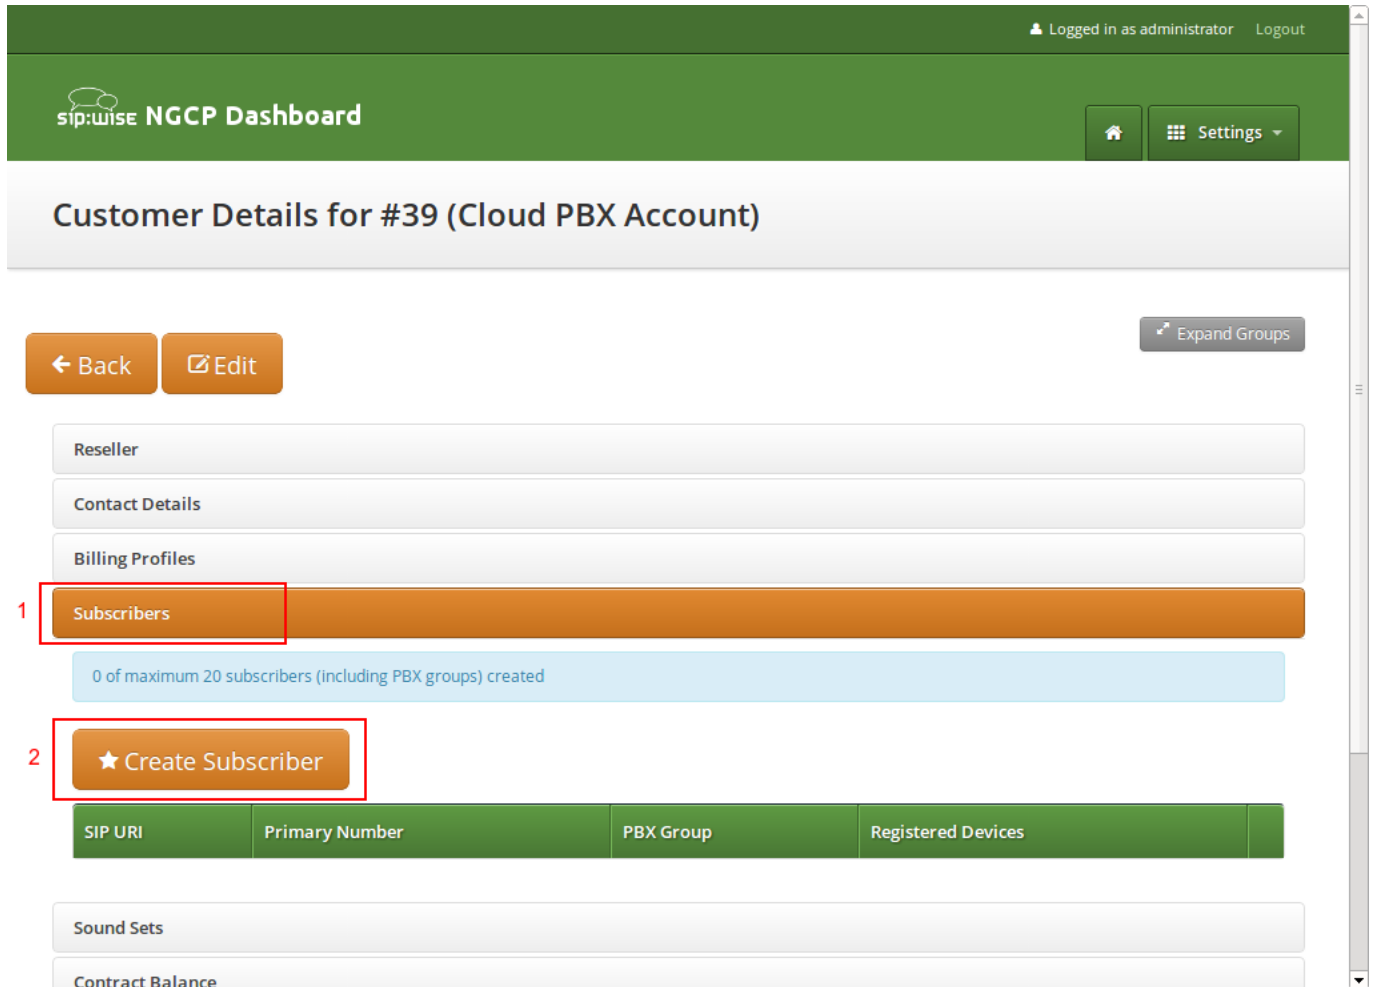 Logged in as administrator Logout
sip:wise NGCP Dashboard
Settings
Customer Details for #39 (Cloud PBX Account)
Expand Groups
Back Edit
Reseller
Contact Details
Billing Profiles
1 Subscribers
0 of maximum 20 subscribers (including PBX groups) created
2 Create Subscriber
SIP URI Primary Number PBX Group Registered Devices
Sound Sets
Contract Balance